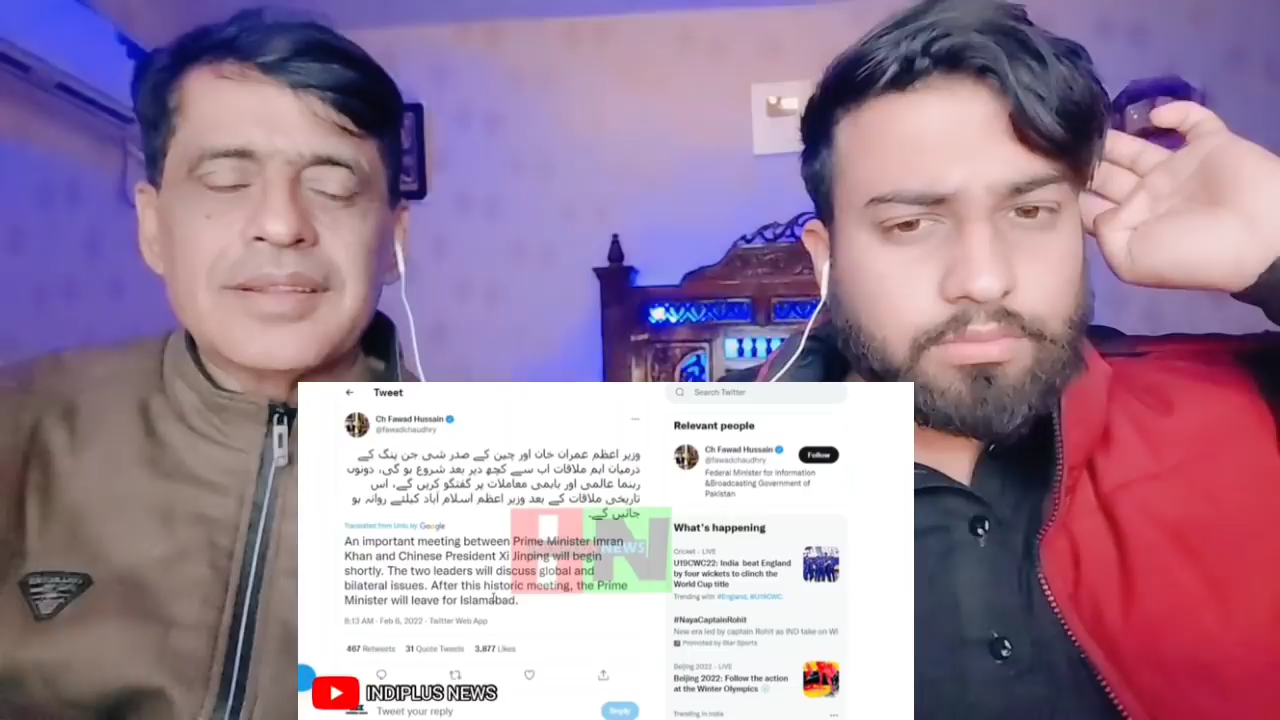 Tweet
Search Twitter
Ch Fawad Hussain
@fawadchaudhry
وزیر اعظم عمران خان اور چین کے صدر شی جن پنگ کے
درمیان اہم ملاقات اب سے کچھ دیر بعد شروع ہو گی، دونوں
رہنما عالمی اور باہمی معاملات پر گفتگو کریں گے، اس
تاریخی ملاقات کے بعد وزیر اعظم اسلام آباد کیلئے روانہ ہو
جائیں گے۔
Translated from Urdu by Google
An important meeting between Prime Minister Imran
Khan and Chinese President Xi Jinping will begin
shortly. The two leaders will discuss global and
bilateral issues. After this historic meeting, the Prime
Minister will leave for Islamabad.
8:13 AM · Feb 6, 2022 · Twitter Web App
467 Retweets 31 Quote Tweets 3,877 Likes
Tweet your reply
Reply
Relevant people
Ch Fawad Hussain
@fawadchaudhry
Follow
Federal Minister for Information
&Broadcasting Government of
Pakistan
What's happening
Cricket · LIVE
U19CWC22: India beat England
by four wickets to clinch the
World Cup title
Trending with #England, #U19CWC
#NayaCaptainRohit
New era led by captain Rohit as IND take on WI
Promoted by Star Sports
Beijing 2022 · LIVE
Beijing 2022: Follow the action
at the Winter Olympics
Trending in India
NEWS
INDIPLUS NEWS